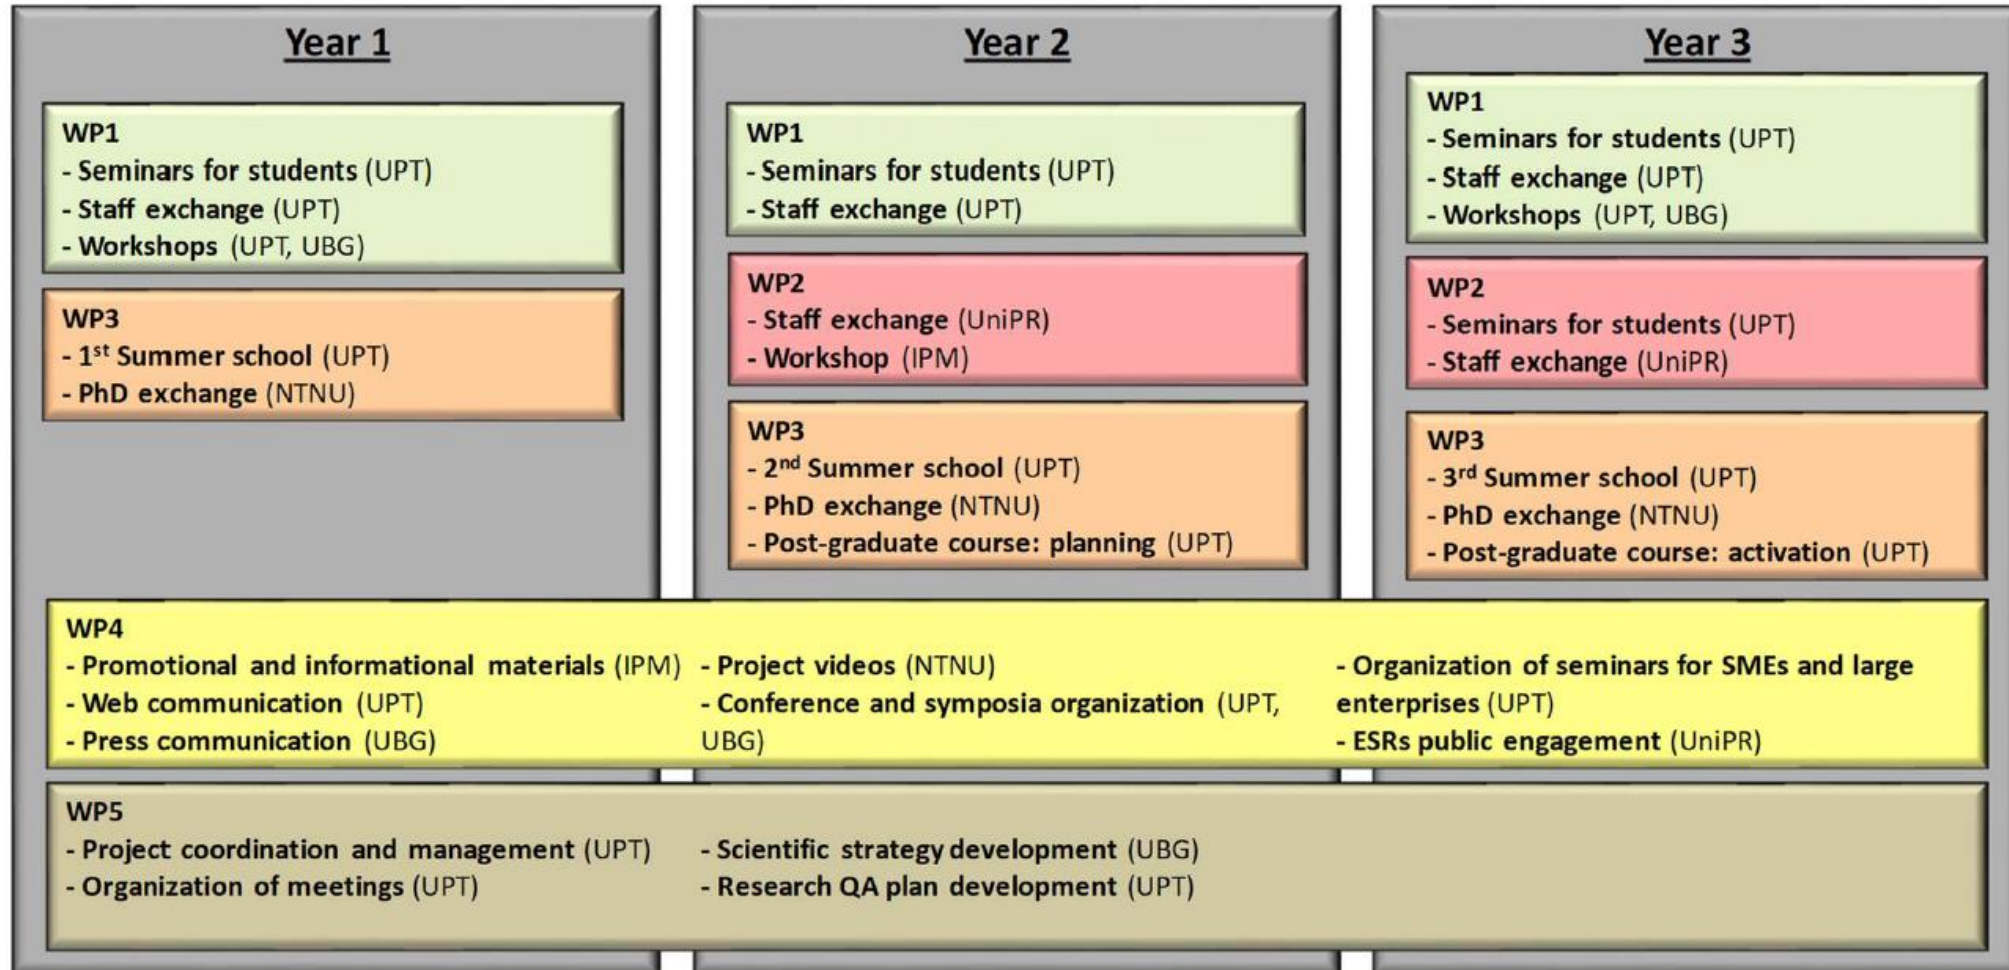 Year 1
WP1
- Seminars for students (UPT)
- Staff exchange (UPT)
- Workshops (UPT, UBG)
WP3
- 1st Summer school (UPT)
- PhD exchange (NTNU)
Year 2
WP1
- Seminars for students (UPT)
- Staff exchange (UPT)
WP2
- Staff exchange (UniPR)
- Workshop (IPM)
WP3
- 2nd Summer school (UPT)
- PhD exchange (NTNU)
- Post-graduate course: planning (UPT)
Year 3
WP1
- Seminars for students (UPT)
- Staff exchange (UPT)
- Workshops (UPT, UBG)
WP2
- Seminars for students (UPT)
- Staff exchange (UniPR)
WP3
- 3rd Summer school (UPT)
- PhD exchange (NTNU)
- Post-graduate course: activation (UPT)
WP4
- Promotional and informational materials (IPM)
- Web communication (UPT)
- Press communication (UBG)
- Project videos (NTNU)
- Conference and symposia organization (UPT,
UBG)
- Organization of seminars for SMEs and large
enterprises (UPT)
- ESRs public engagement (UniPR)
WP5
- Project coordination and management (UPT)
- Organization of meetings (UPT)
- Scientific strategy development (UBG)
- Research QA plan development (UPT)